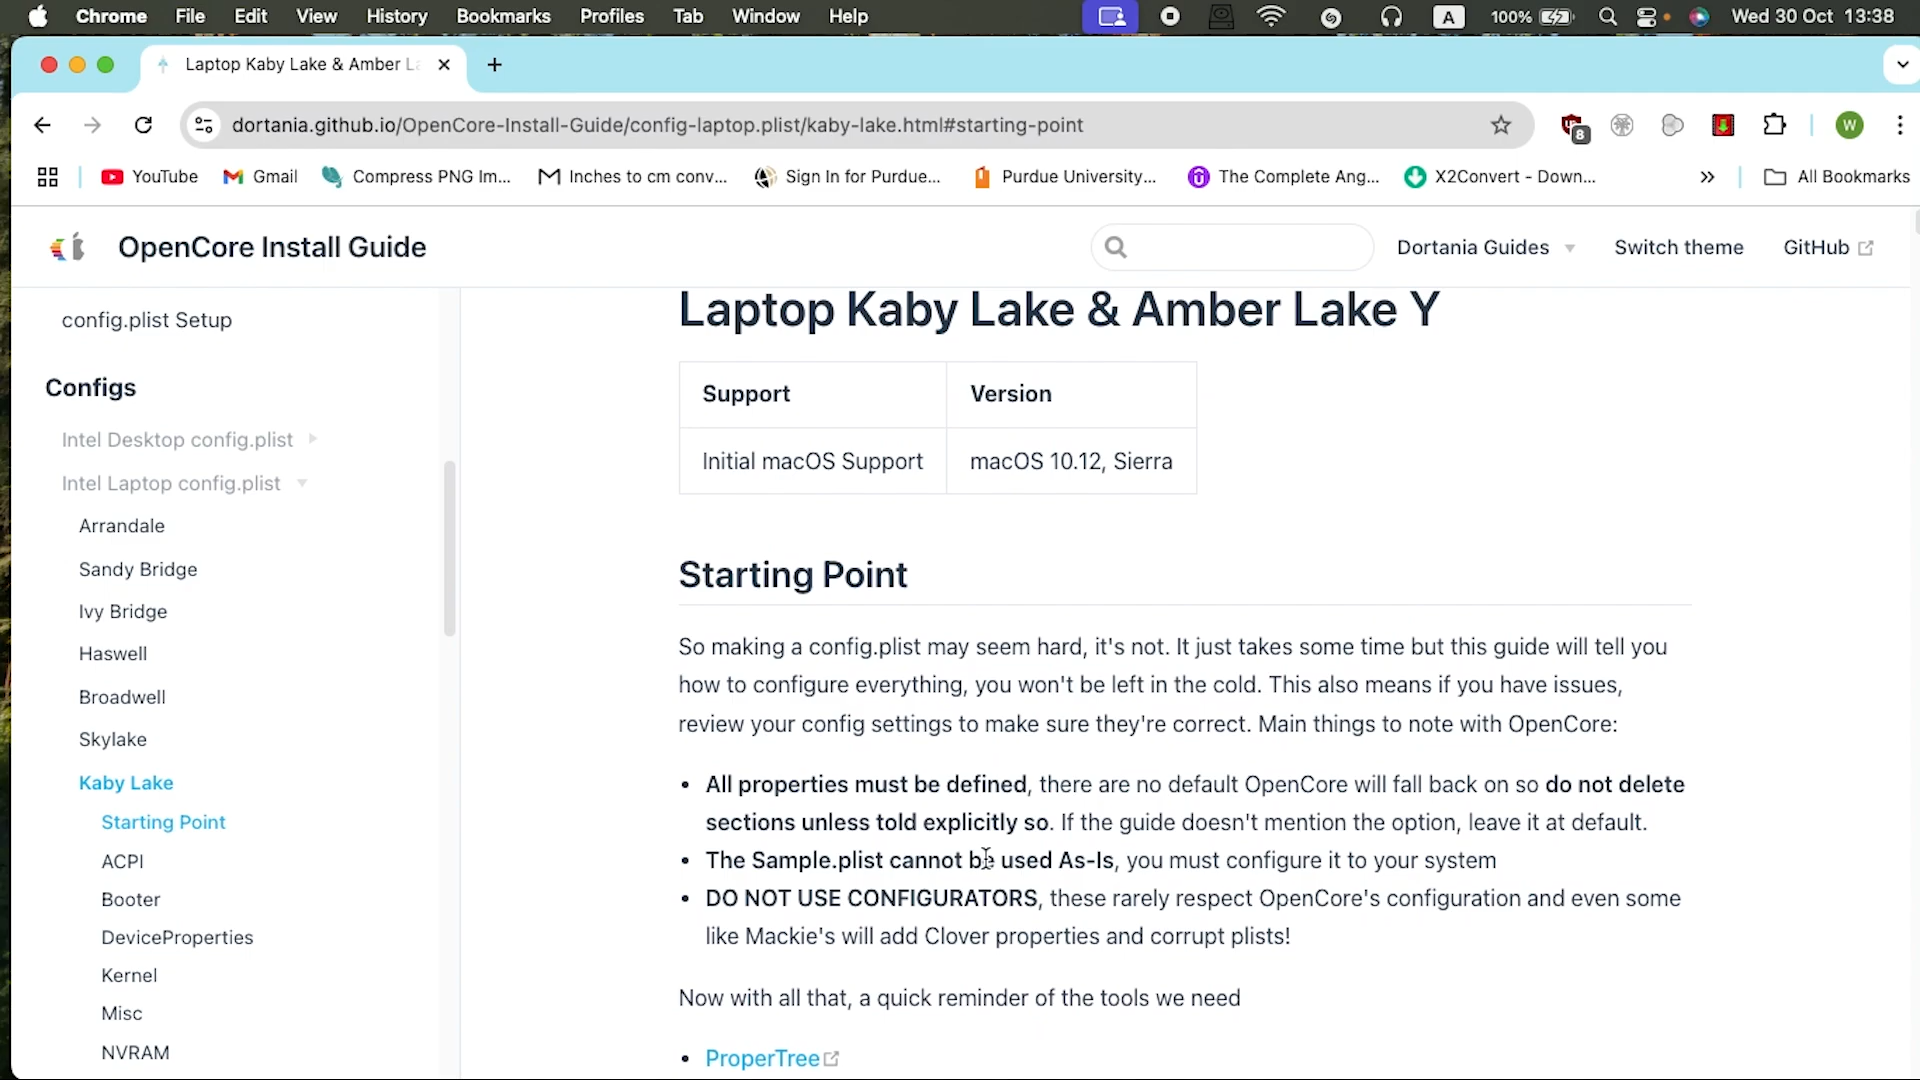 Chrome File Edit View History Bookmarks Profiles Tab Window Help A 100% Wed 30 Oct 13:38
Laptop Kaby Lake & Amber La
dortania.github.io/OpenCore-Install-Guide/config-laptop.plist/kaby-lake.html#starting-point 8 W
YouTube Gmail Compress PNG Im... Inches to cm conv... Sign In for Purdue... Purdue University... The Complete Ang... X2Convert - Down... » All Bookmarks
OpenCore Install Guide Dortania Guides Switch theme GitHub
config.plist Setup
Configs
Intel Desktop config.plist
Intel Laptop config.plist
Arrandale
Sandy Bridge
Ivy Bridge
Haswell
Broadwell
Skylake
Kaby Lake
Starting Point
ACPI
Booter
DeviceProperties
Kernel
Misc
NVRAM
Laptop Kaby Lake & Amber Lake Y
Support Version
Initial macOS Support macOS 10.12, Sierra
Starting Point
So making a config.plist may seem hard, it's not. It just takes some time but this guide will tell you
how to configure everything, you won't be left in the cold. This also means if you have issues,
review your config settings to make sure they're correct. Main things to note with OpenCore:
• All properties must be defined, there are no default OpenCore will fall back on so do not delete
sections unless told explicitly so. If the guide doesn't mention the option, leave it at default.
• The Sample.plist cannot be used As-Is, you must configure it to your system
• DO NOT USE CONFIGURATORS, these rarely respect OpenCore's configuration and even some
like Mackie's will add Clover properties and corrupt plists!
Now with all that, a quick reminder of the tools we need
• ProperTree